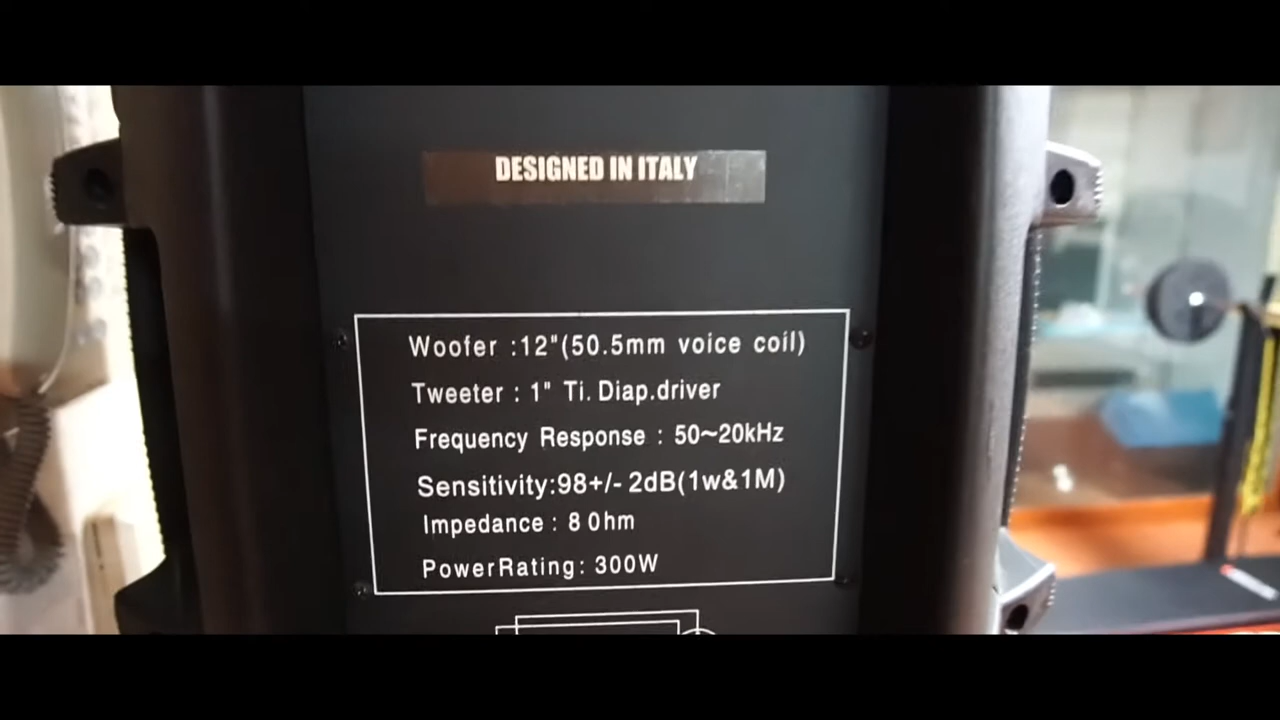 DESIGNED IN ITALY
Woofer :12"(50.5mm voice coil)
Tweeter : 1" Ti. Diap.driver
Frequency Response : 50~20kHz
Sensitivity:98+/- 2dB(1w&1M)
Impedance : 8 0hm
PowerRating: 300W